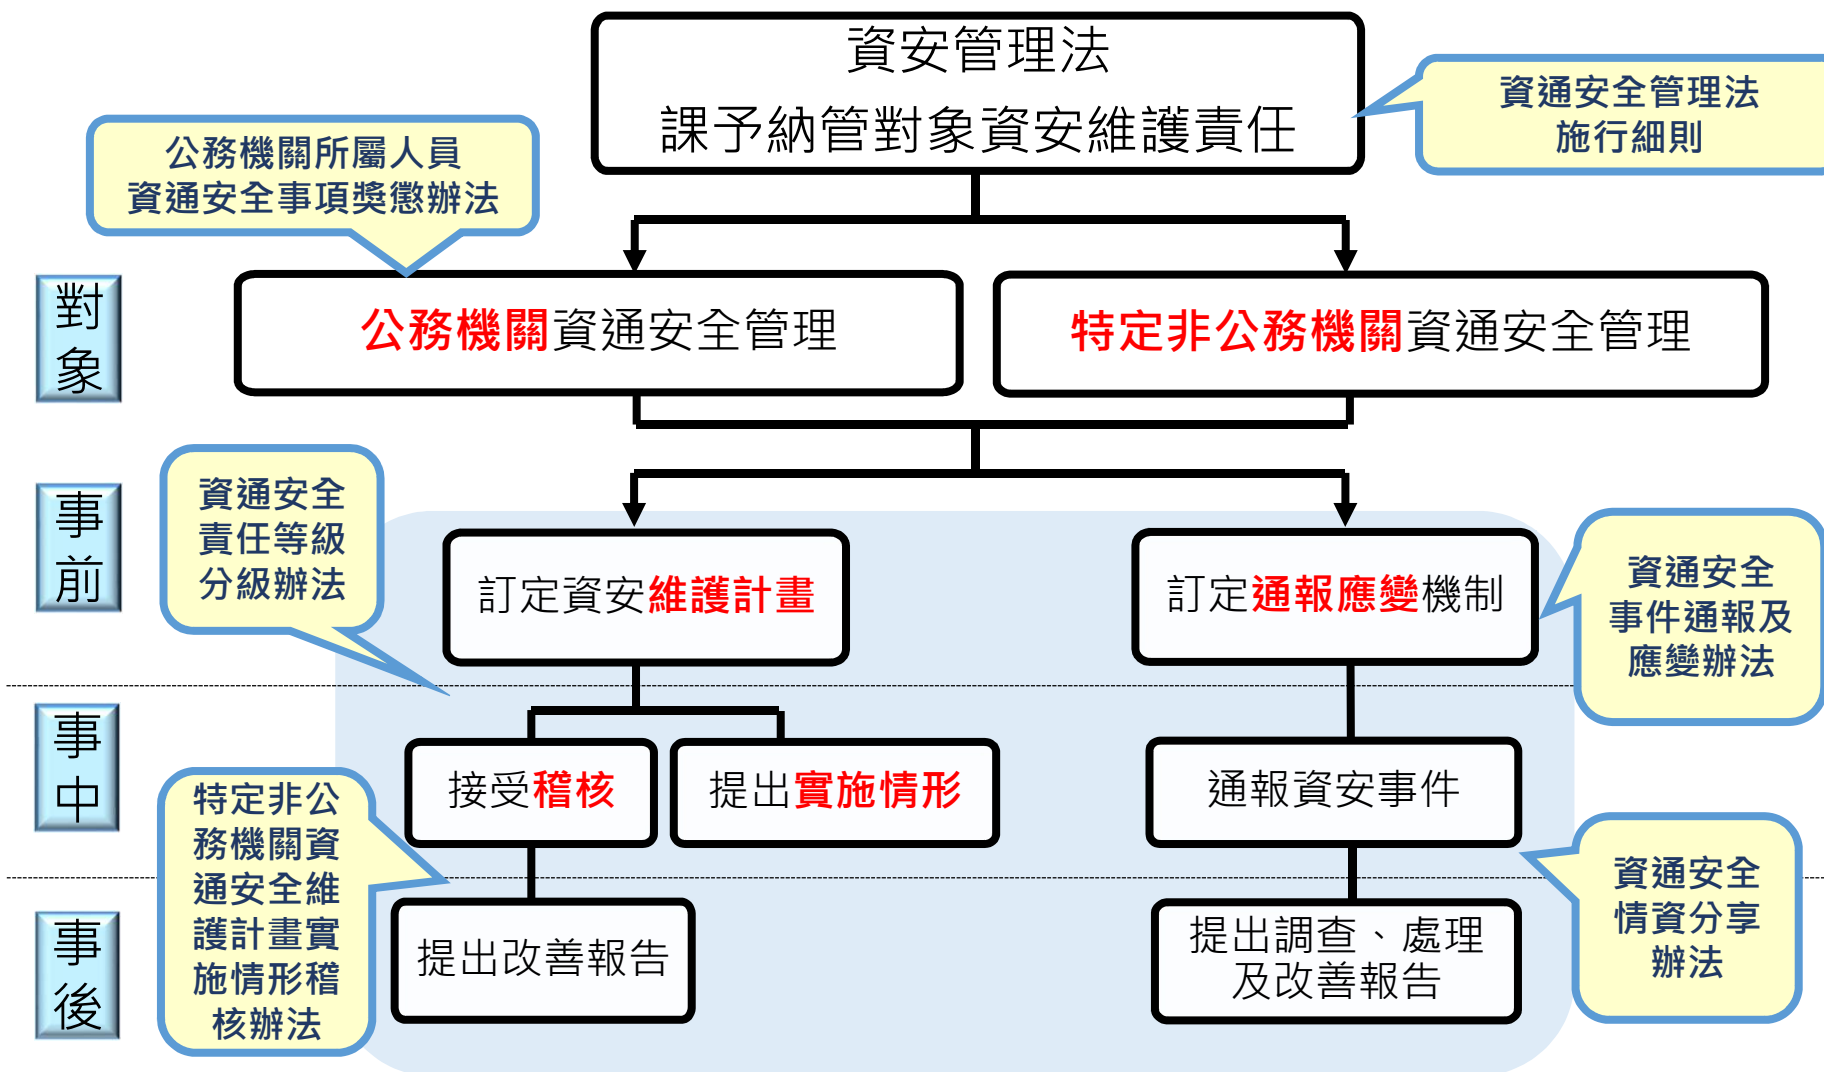 資安管理法
課予納管對象資安維護責任
資通安全管理法
施行細則
公務機關所屬人員
資通安全事項獎懲辦法
對
象
公務機關資通安全管理
特定非公務機關資通安全管理
事
前
資通安全
責任等級
分級辦法
訂定資安維護計畫
訂定通報應變機制
資通安全
事件通報及
應變辦法
事
中
接受稽核
提出實施情形
通報資安事件
特定非公
務機關資
通安全維
護計畫實
施情形稽
核辦法
資通安全
情資分享
辦法
事
後
提出改善報告
提出調查、處理
及改善報告